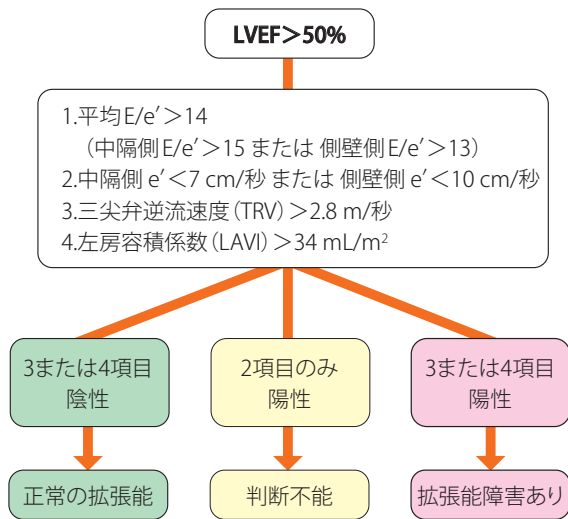 LVEF＞50%
1.平均E/e′＞14
（中隔側E/e′＞15 または 側壁側E/e′＞13）
2.中隔側 e′＜7 cm/秒 または 側壁側 e′＜10 cm/秒
3.三尖弁逆流速度（TRV）＞2.8 m/秒
4.左房容積係数（LAVI）＞34 mL/m²
3または4項目
陰性
2項目のみ
陽性
3または4項目
陽性
正常の拡張能
判断不能
拡張能障害あり